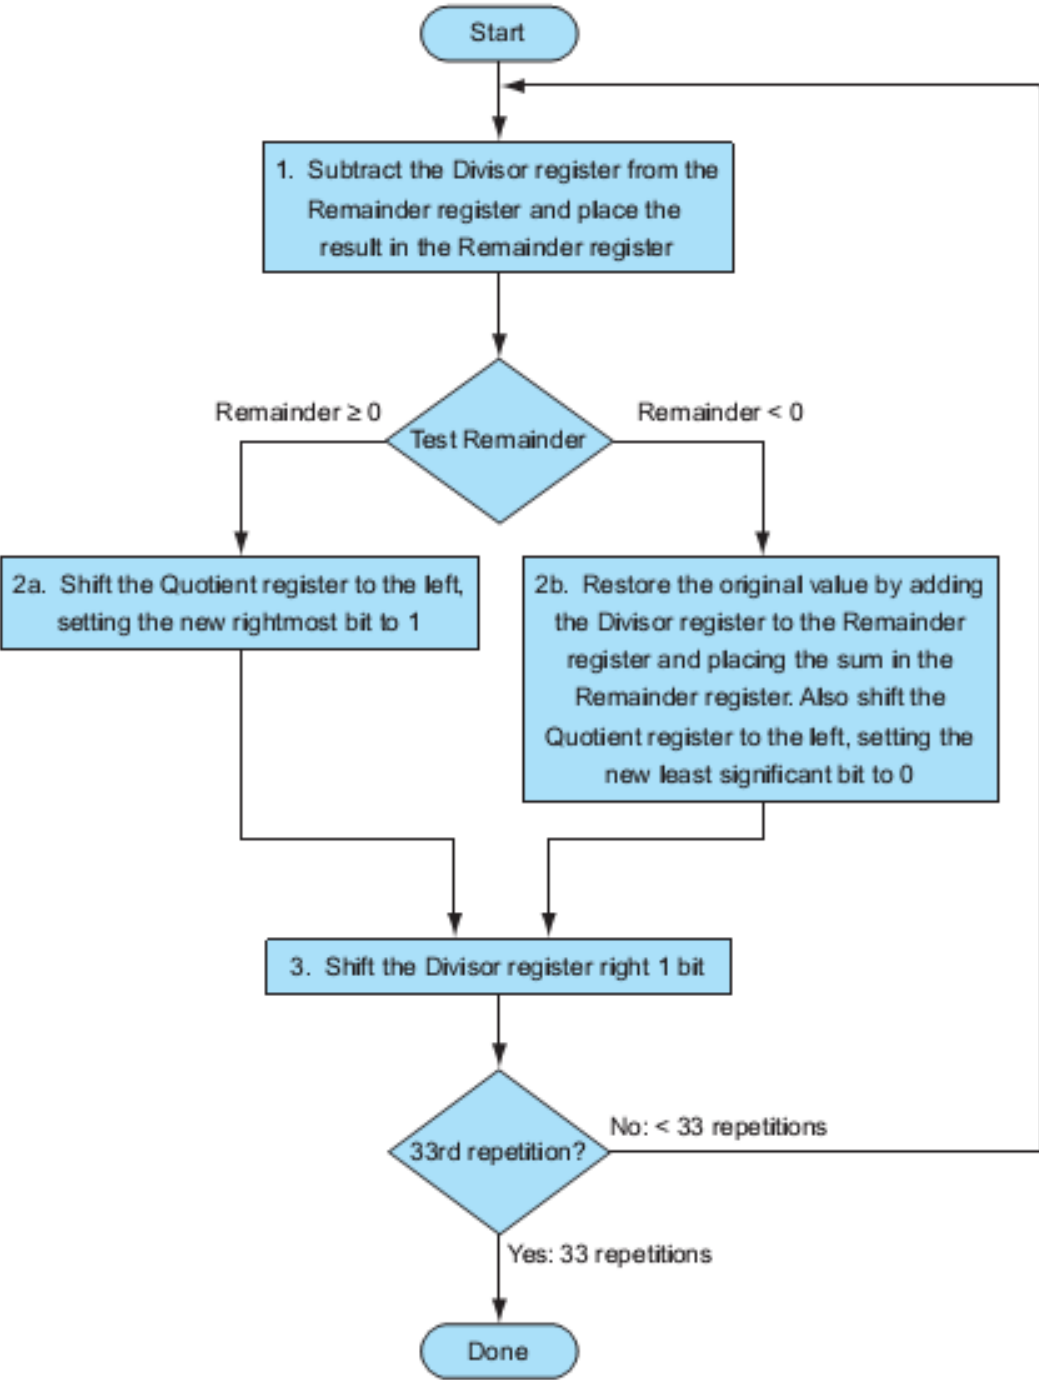 Start
1. Subtract the Divisor register from the
Remainder register and place the
result in the Remainder register
Remainder ≥ 0
Test Remainder
Remainder < 0
2a. Shift the Quotient register to the left,
setting the new rightmost bit to 1
2b. Restore the original value by adding
the Divisor register to the Remainder
register and placing the sum in the
Remainder register. Also shift the
Quotient register to the left, setting the
new least significant bit to 0
3. Shift the Divisor register right 1 bit
33rd repetition?
No: < 33 repetitions
Yes: 33 repetitions
Done